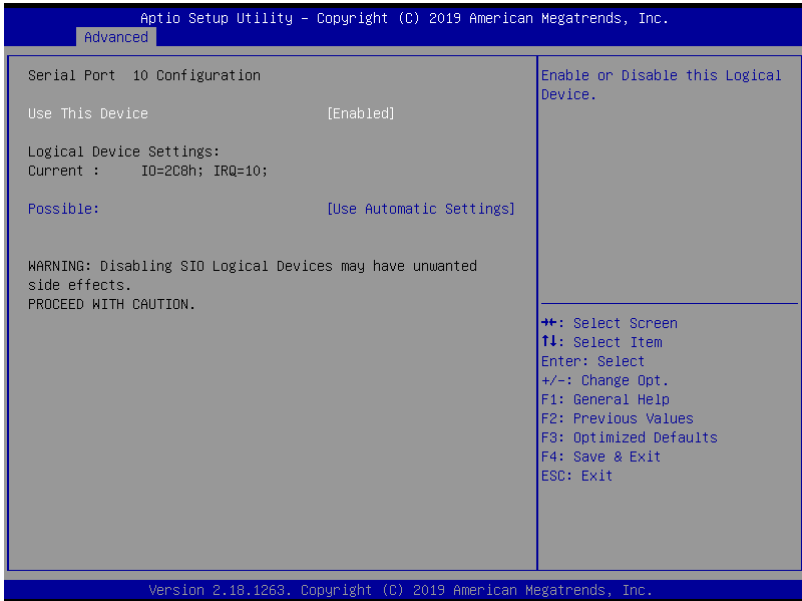 Aptio Setup Utility – Copyright (C) 2019 American Megatrends, Inc.
Advanced
Serial Port  10 Configuration
Use This Device [Enabled]
Logical Device Settings:
Current : IO=2C8h; IRQ=10;
Possible: [Use Automatic Settings]
WARNING: Disabling SIO Logical Devices may have unwanted
side effects.
PROCEED WITH CAUTION.
Enable or Disable this Logical
Device.
→←: Select Screen
↑↓: Select Item
Enter: Select
+/-: Change Opt.
F1: General Help
F2: Previous Values
F3: Optimized Defaults
F4: Save & Exit
ESC: Exit
Version 2.18.1263. Copyright (C) 2019 American Megatrends, Inc.